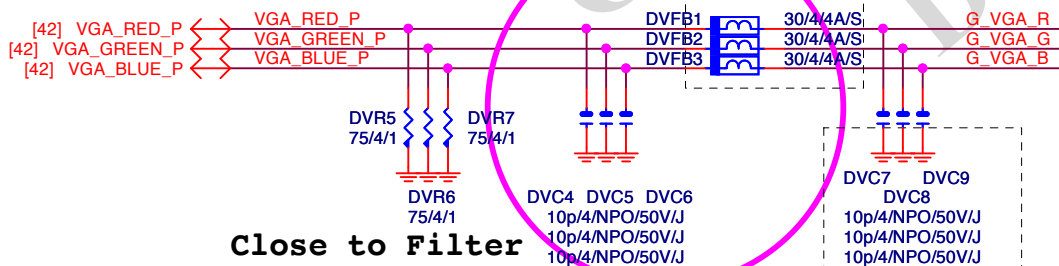 [42] VGA_RED_P VGA_RED_P DVFB1 30/4/4A/S G_VGA_R
[42] VGA_GREEN_P VGA_GREEN_P DVFB2 30/4/4A/S G_VGA_G
[42] VGA_BLUE_P VGA_BLUE_P DVFB3 30/4/4A/S G_VGA_B
DVR5 DVR7
75/4/1 75/4/1
DVC7 DVC9
DVR6 DVC4 DVC5 DVC6 DVC8
75/4/1 10p/4/NPO/50V/J 10p/4/NPO/50V/J
Close to Filter 10p/4/NPO/50V/J 10p/4/NPO/50V/J
10p/4/NPO/50V/J 10p/4/NPO/50V/J